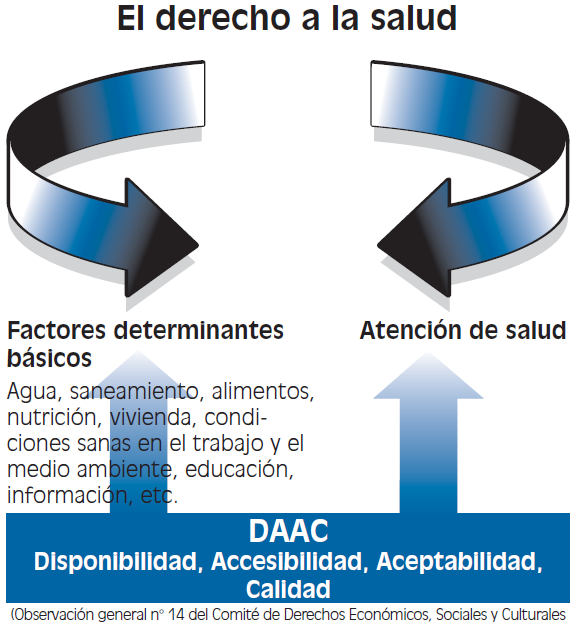 El derecho a la salud
Factores determinantes
básicos
Agua, saneamiento, alimentos,
nutrición, vivienda, condi-
ciones sanas en el trabajo y el
medio ambiente, educación,
información, etc.
Atención de salud
DAAC
Disponibilidad, Accesibilidad, Aceptabilidad,
Calidad
(Observación general n° 14 del Comité de Derechos Económicos, Sociales y Culturales